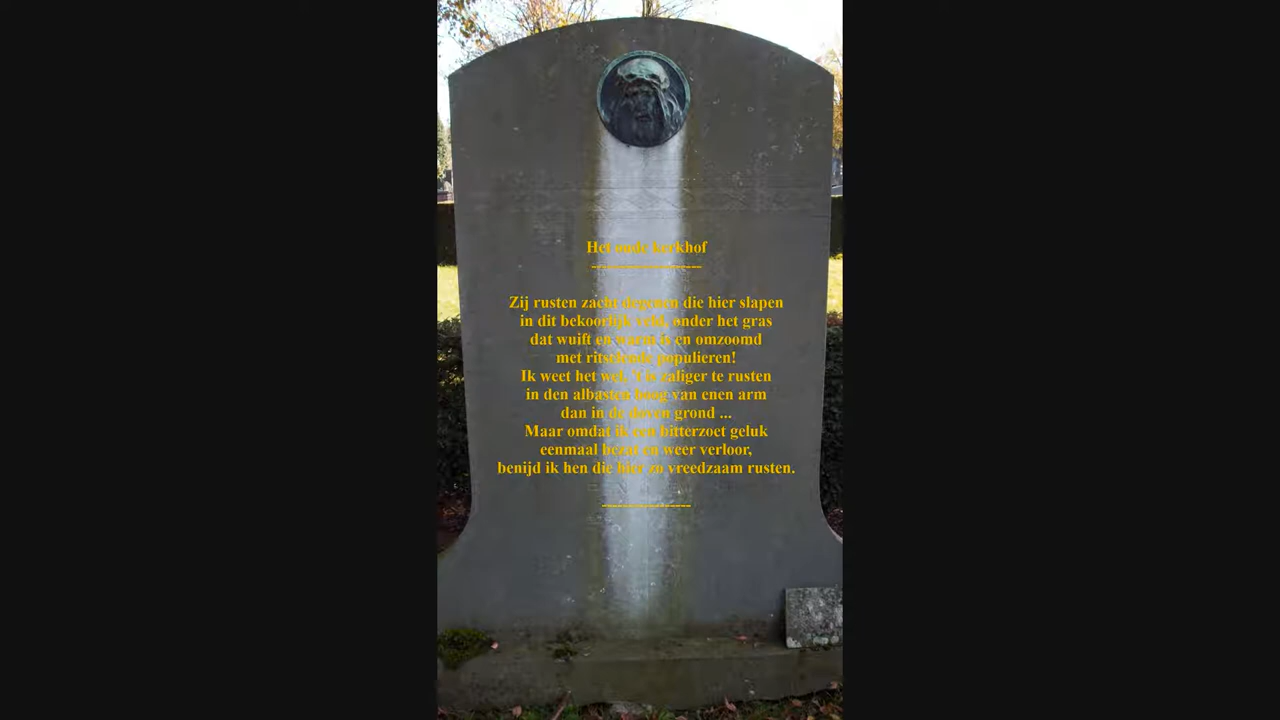 Het oude kerkhof
Zij rusten zacht degenen die hier slapen
in dit bekoorlijk veld, onder het gras
dat wuift en warm is en omzoomd
met ritselende populieren!
Ik weet het wel, 't is zaliger te rusten
in den albasten boog van enen arm
dan in de doven grond ...
Maar omdat ik een bitterzoet geluk
eenmaal bezat en weer verloor,
benijd ik hen die hier zo vreedzaam rusten.